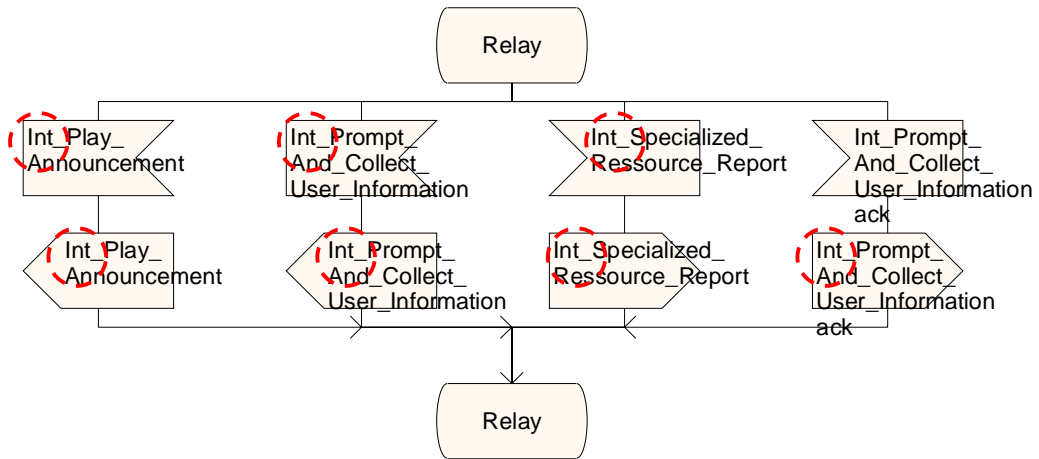 Relay
Int_Play_
Announcement
Int_Prompt_
And_Collect_
User_Information
Int_Specialized_
Ressource_Report
Int_Prompt_
And_Collect_
User_Information
ack
Int_Play_
Announcement
Int_Prompt_
And_Collect_
User_Information
Int_Specialized_
Ressource_Report
Int_Prompt_
And_Collect_
User_Information
ack
Relay